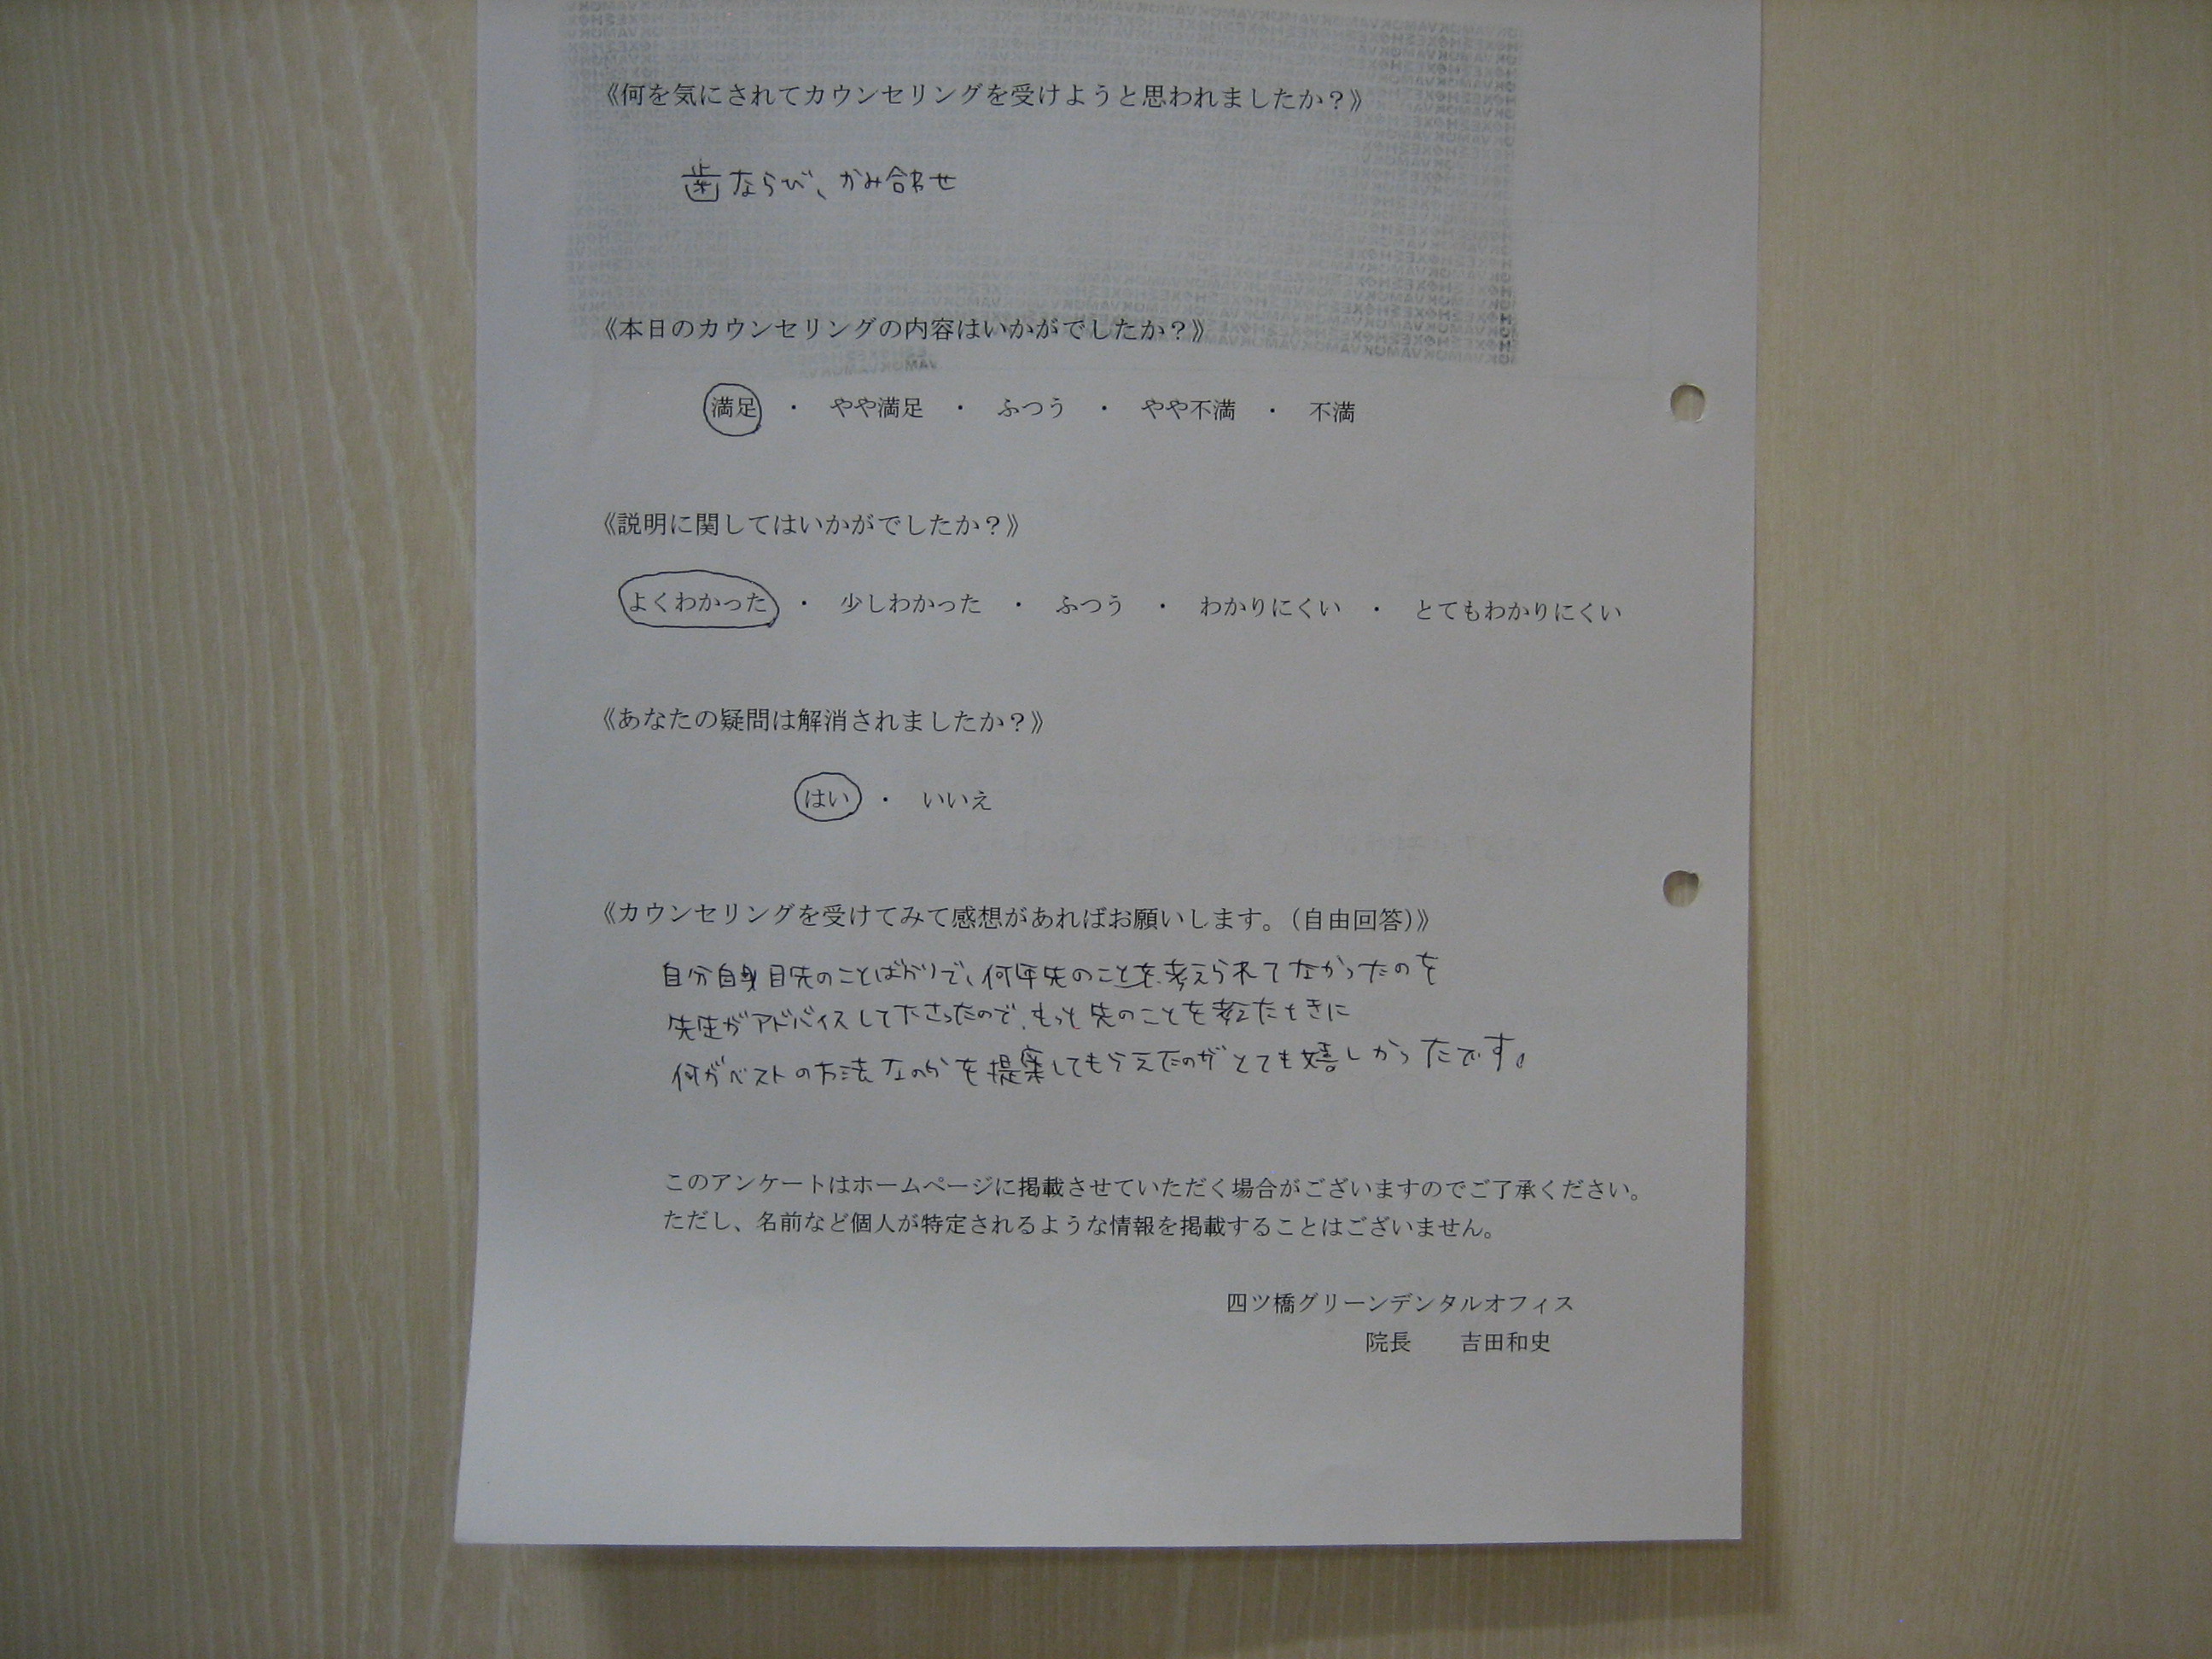 《何を気にされてカウンセリングを受けようと思われましたか？》
歯ならび、かみ合わせ
《本日のカウンセリングの内容はいかがでしたか？》
満足 ・ やや満足 ・ ふつう ・ やや不満 ・ 不満
《説明に関してはいかがでしたか？》
よくわかった ・ 少しわかった ・ ふつう ・ わかりにくい ・ とてもわかりにくい
《あなたの疑問は解消されましたか？》
はい ・ いいえ
《カウンセリングを受けてみて感想があればお願いします。（自由回答）》
自分自身目先のことばかりで、何年先のことを考えられてなかったのを
先生がアドバイスして下さったので、もっと先のことを考えたときに
何がベストの方法なのかを提案してもらえたのがとても嬉しかったです。
このアンケートはホームページに掲載させていただく場合がございますのでご了承ください。
ただし、名前など個人が特定されるような情報を掲載することはございません。
四ツ橋グリーンデンタルオフィス
院長　吉田和史